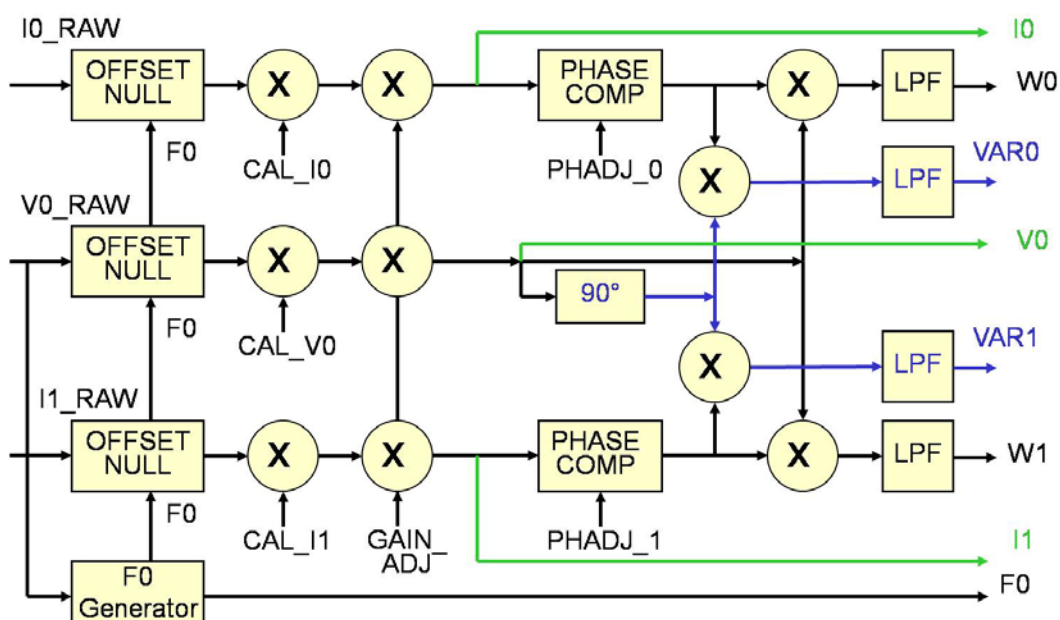 I0_RAW
OFFSET
NULL
X
X
PHASE
COMP
X
LPF
I0
W0
F0
CAL_I0
PHADJ_0
X
LPF
VAR0
V0_RAW
OFFSET
NULL
X
X
V0
90°
F0
CAL_V0
X
LPF
VAR1
I1_RAW
OFFSET
NULL
X
X
PHASE
COMP
X
LPF
W1
F0
CAL_I1
GAIN_
ADJ
PHADJ_1
I1
F0
Generator
F0